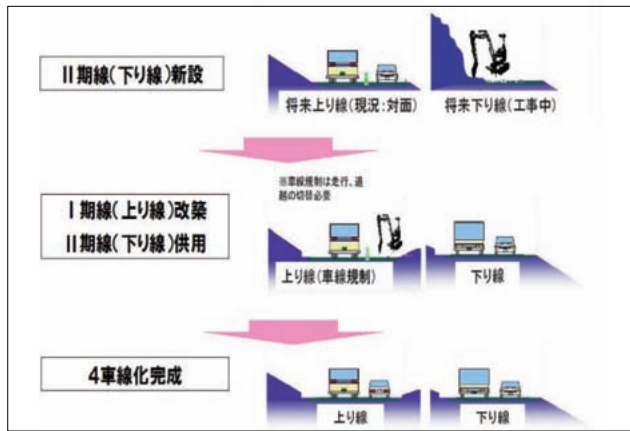 Ⅱ期線(下り線)新設
将来上り線(現況:対面)
将来下り線(工事中)
※車線規制は走行、追
越の切替必要
Ⅰ期線(上り線)改築
Ⅱ期線(下り線)供用
上り線(車線規制)
下り線
4車線化完成
上り線
下り線